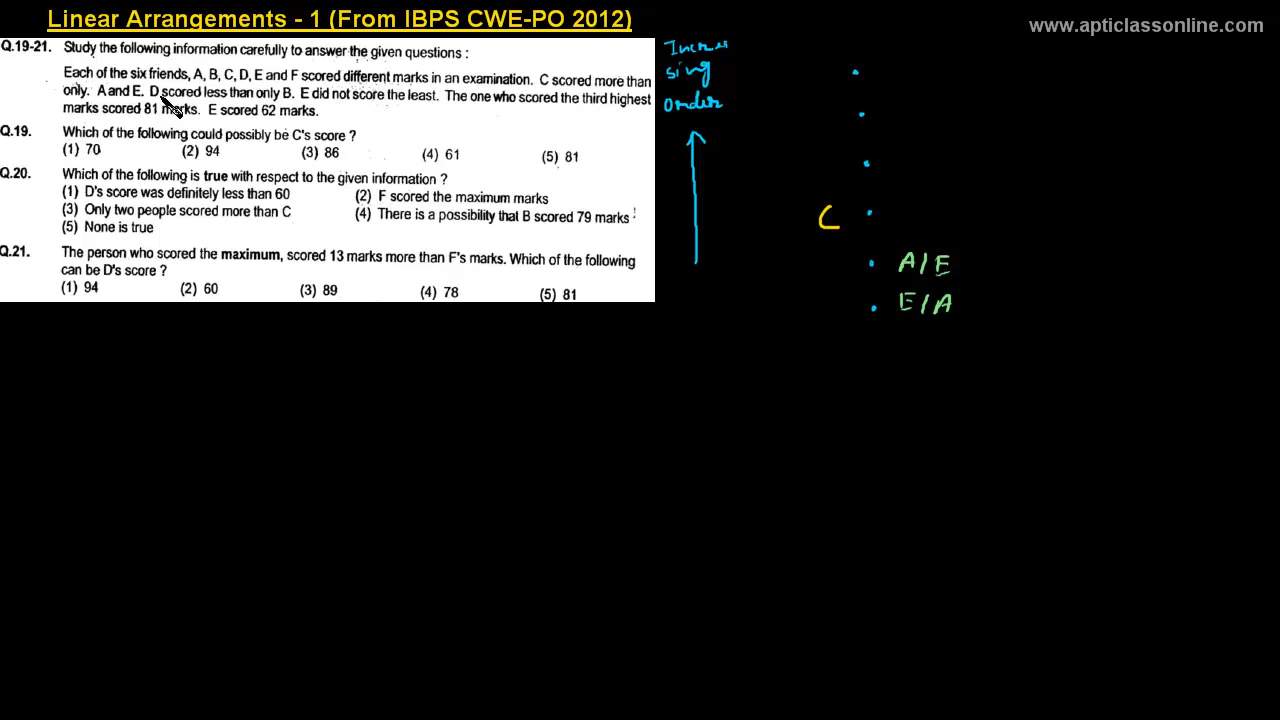 Linear Arrangements - 1 (From IBPS CWE-PO 2012)
www.apticlassonline.com
Q.19-21. Study the following information carefully to answer the given questions :
Each of the six friends, A, B, C, D, E and F scored different marks in an examination. C scored more than
only. A and E. D scored less than only B. E did not score the least. The one who scored the third highest
marks scored 81 marks. E scored 62 marks.
Q.19. Which of the following could possibly be C's score ?
(1) 70 (2) 94 (3) 86 (4) 61 (5) 81
Q.20. Which of the following is true with respect to the given information ?
(1) D's score was definitely less than 60 (2) F scored the maximum marks
(3) Only two people scored more than C (4) There is a possibility that B scored 79 marks
(5) None is true
Q.21. The person who scored the maximum, scored 13 marks more than F's marks. Which of the following
can be D's score ?
(1) 94 (2) 60 (3) 89 (4) 78 (5) 81
Increa
sing
order
C
A/E
E/A